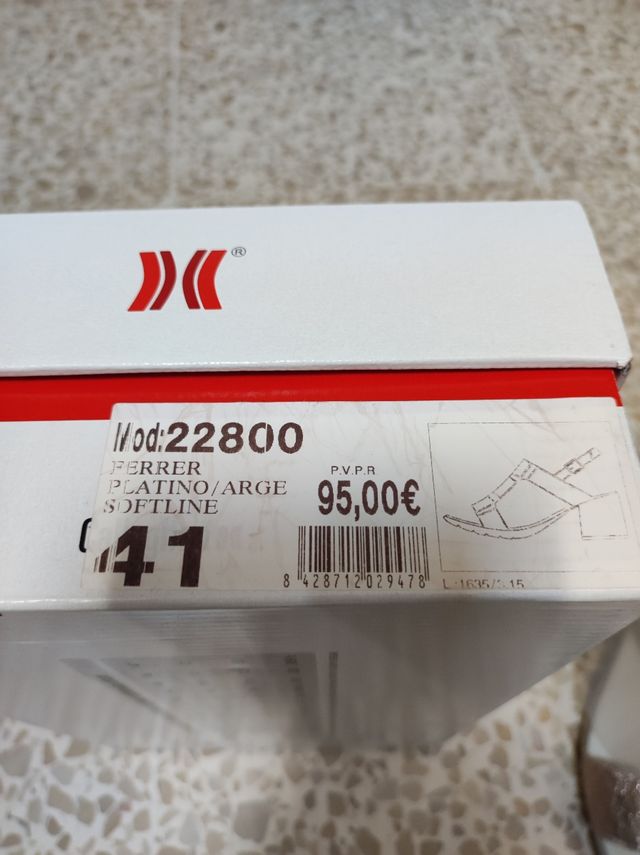 ®
Mod:22800
FERRER
PLATINO/ARGE
SOFTLINE
41
P.V.P.R
95,00€
8 428712 029478